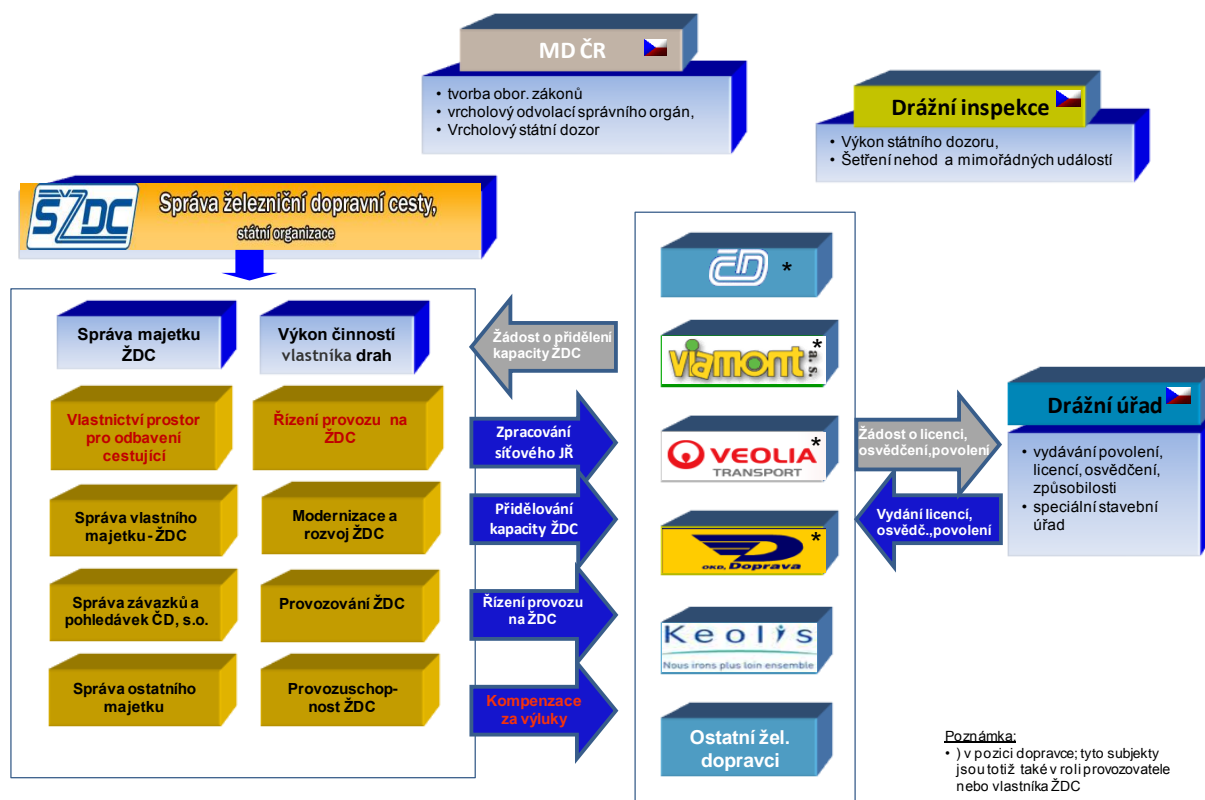 MD ČR
• tvorba obor. zákonů
• vrcholový odvolací správního orgán,
• Vrcholový státní dozor
Drážní inspekce
• Výkon státního dozoru,
• Šetření nehod a mimořádných událostí
SŽDC
Správa železniční dopravní cesty,
státní organizace
Správa majetku
ŽDC
Výkon činností
vlastníka drah
Vlastnictví prostor
pro odbavení
cestující
Řízení provozu na
ŽDC
Správa vlastního
majetku - ŽDC
Modernizace a
rozvoj ŽDC
Správa závazků a
pohledávek ČD, s.o.
Provozování ŽDC
Správa ostatního
majetku
Provozuschop-
nost ŽDC
Žádost o přidělení
kapacity ŽDC
Zpracování
síťového JŘ
Přidělování
kapacity ŽDC
Řízení provozu
na ŽDC
Kompenzace
za výluky
ČD *
viamont a.s. *
VEOLIA *
TRANSPORT
OKD, Doprava *
Keolis
Nous irons plus loin ensemble
Ostatní žel.
dopravci
Žádost o licenci,
osvědčení,povolení
Vydání licencí,
osvědč.,povolení
Drážní úřad
• vydávání povolení,
licencí, osvědčení,
způsobilosti
• speciální stavební
úřad
Poznámka:
• ) v pozici dopravce; tyto subjekty
jsou totiž také v roli provozovatele
nebo vlastníka ŽDC